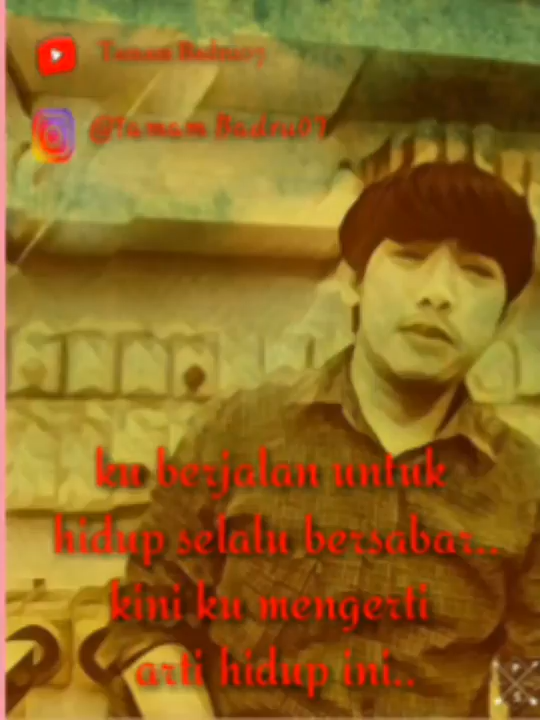 Tamam Badru07
@tamam Badru07
ku berjalan untuk
hidup selalu bersabar..
kini ku mengerti
arti hidup ini..
P S